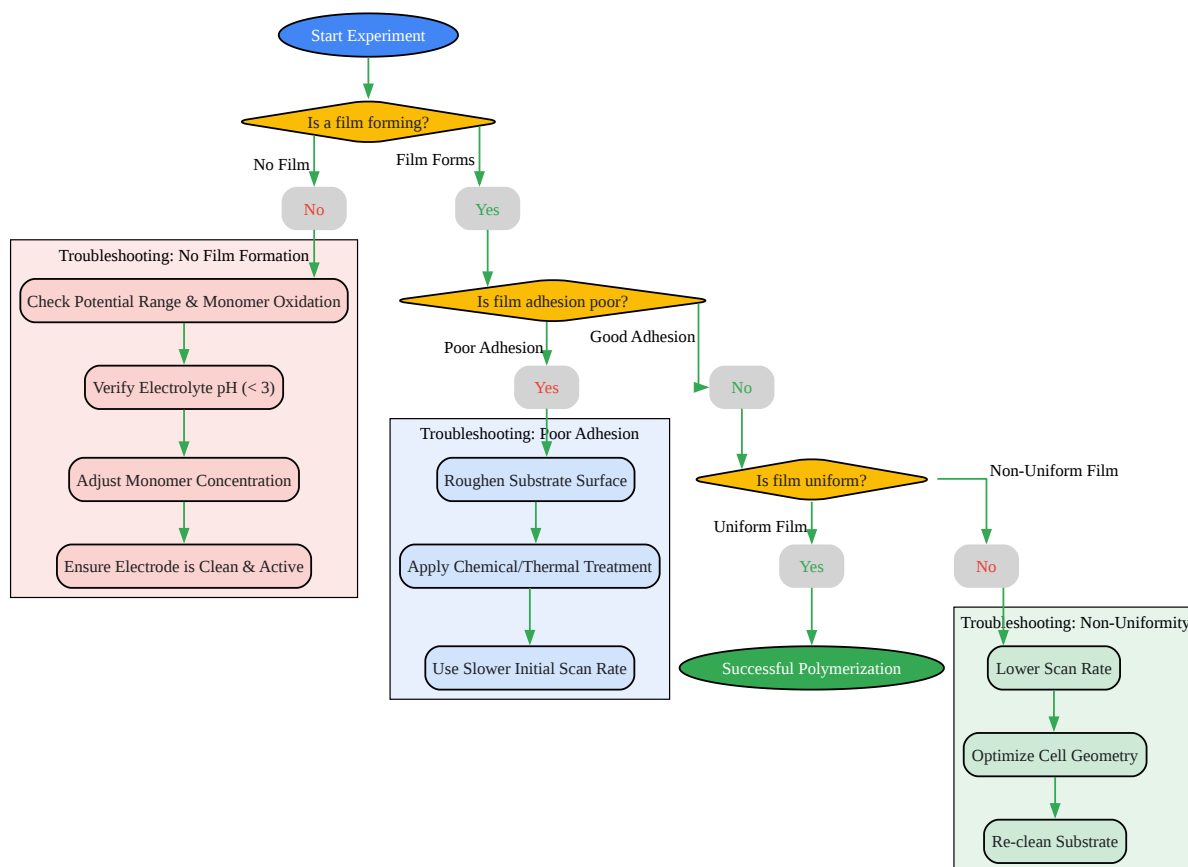 Start Experiment
Is a film forming?
No Film
Film Forms
No
Yes
Troubleshooting: No Film Formation
Check Potential Range & Monomer Oxidation
Verify Electrolyte pH (< 3)
Adjust Monomer Concentration
Ensure Electrode is Clean & Active
Is film adhesion poor?
Poor Adhesion
Good Adhesion
Yes
No
Troubleshooting: Poor Adhesion
Roughen Substrate Surface
Apply Chemical/Thermal Treatment
Use Slower Initial Scan Rate
Is film uniform?
Uniform Film
Non-Uniform Film
Yes
No
Successful Polymerization
Troubleshooting: Non-Uniformity
Lower Scan Rate
Optimize Cell Geometry
Re-clean Substrate